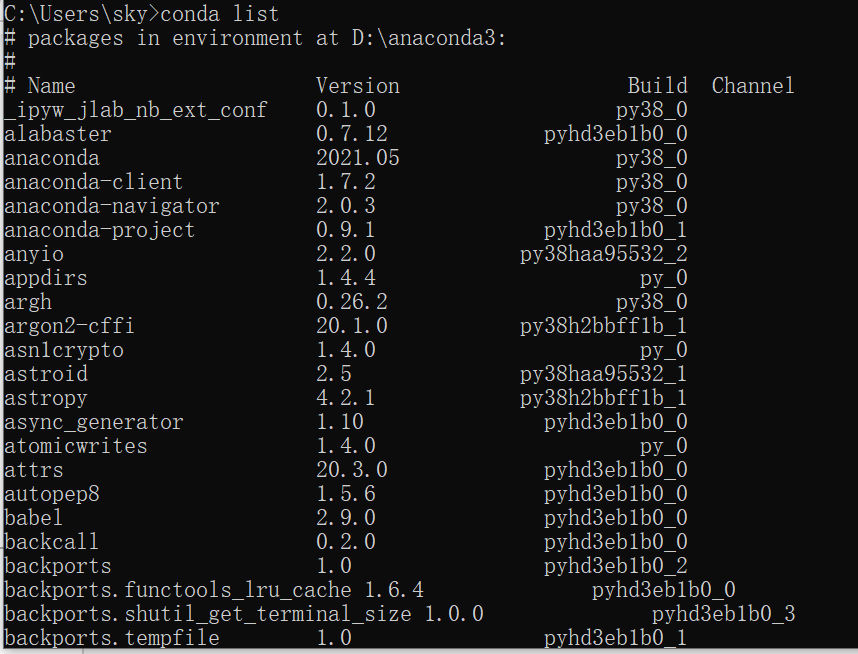 C:\Users\sky>conda list
# packages in environment at D:\anaconda3:
#
# Name                    Version                   Build  Channel
_ipyw_jlab_nb_ext_conf    0.1.0                    py38_0
alabaster                 0.7.12             pyhd3eb1b0_0
anaconda                  2021.05                  py38_0
anaconda-client           1.7.2                    py38_0
anaconda-navigator        2.0.3                    py38_0
anaconda-project          0.9.1              pyhd3eb1b0_1
anyio                     2.2.0            py38haa95532_2
appdirs                   1.4.4                      py_0
argh                      0.26.2                   py38_0
argon2-cffi               20.1.0           py38h2bbff1b_1
asn1crypto                1.4.0                      py_0
astroid                   2.5              py38haa95532_1
astropy                   4.2.1            py38h2bbff1b_1
async_generator           1.10               pyhd3eb1b0_0
atomicwrites              1.4.0                      py_0
attrs                     20.3.0             pyhd3eb1b0_0
autopep8                  1.5.6              pyhd3eb1b0_0
babel                     2.9.0              pyhd3eb1b0_0
backcall                  0.2.0              pyhd3eb1b0_0
backports                 1.0                pyhd3eb1b0_2
backports.functools_lru_cache 1.6.4              pyhd3eb1b0_0
backports.shutil_get_terminal_size 1.0.0              pyhd3eb1b0_3
backports.tempfile        1.0                pyhd3eb1b0_1